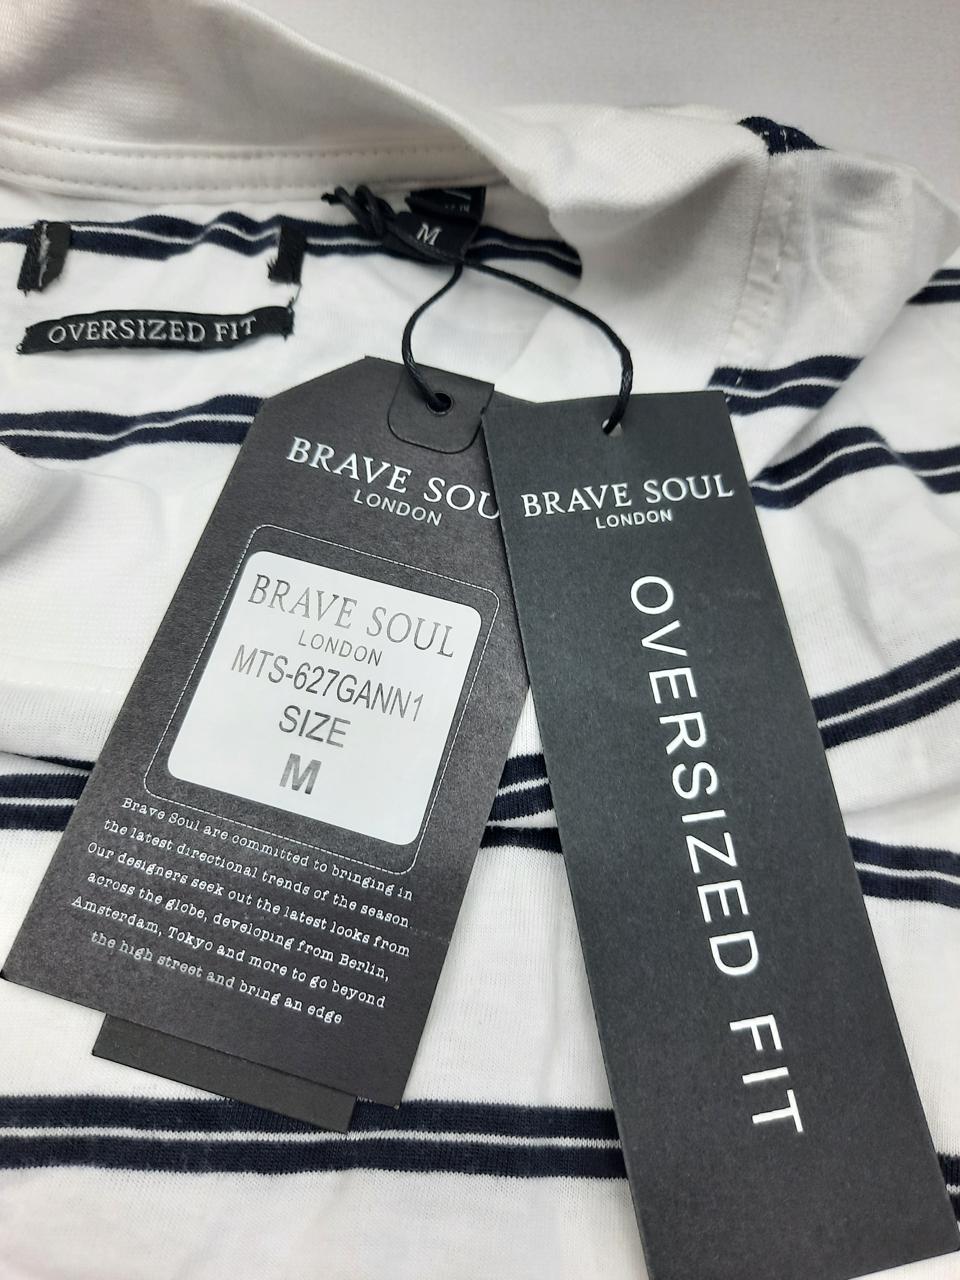 M
OVERSIZED FIT
BRAVE SOU
LONDON
BRAVE SOUL
LONDON
MTS-627GANN1
SIZE
M
Brave Soul are committed to bringing in
the latest directional trends of the season
Our designers seek out the latest looks from
across the globe, developing from Berlin,
Amsterdam, Tokyo and more to go beyond
the high street and bring an edge
BRAVE SOUL
LONDON
OVERSIZED FIT